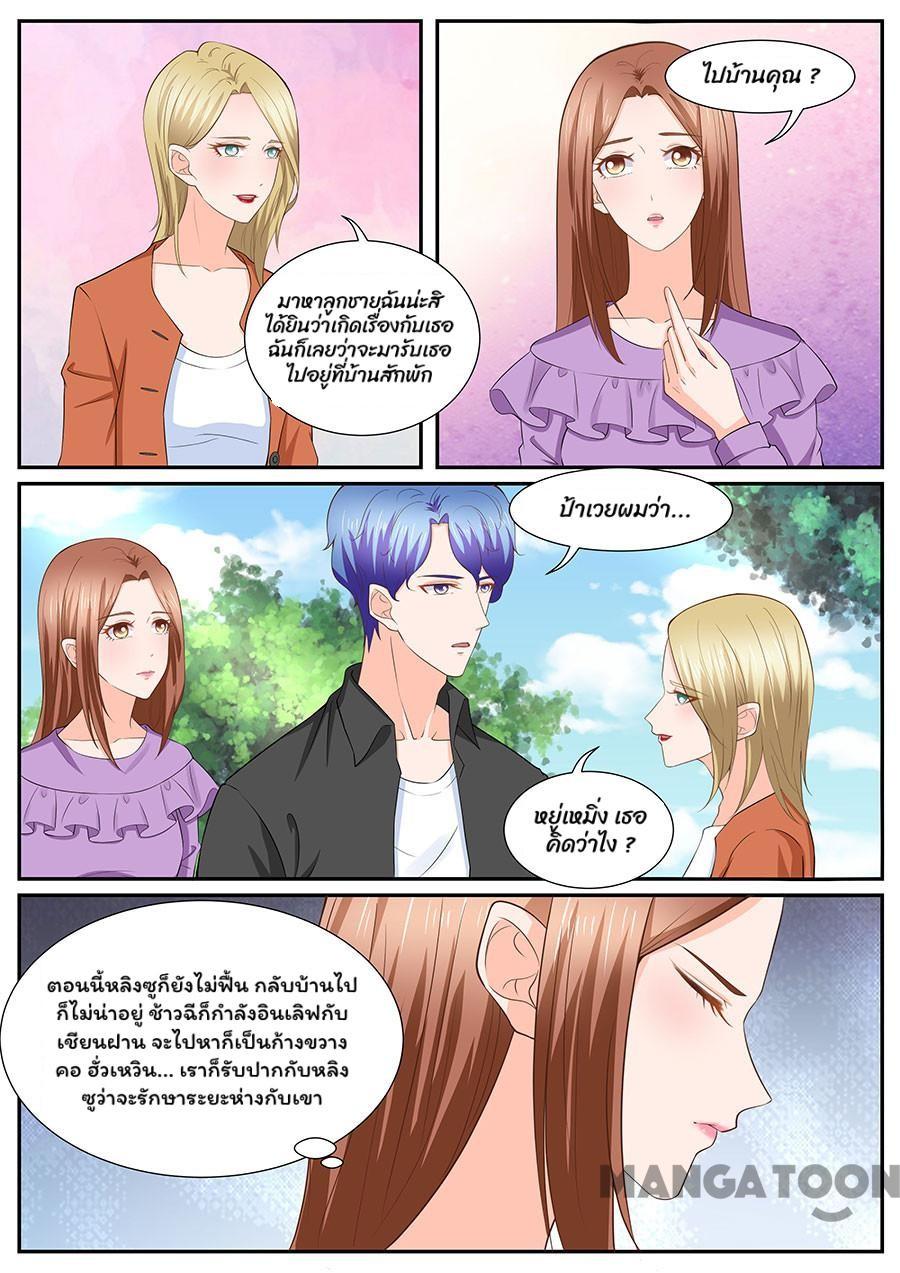 มาหาลูกชายฉันน่ะสิ
ได้ยินว่าเกิดเรื่องกับเธอ
ฉันก็เลยว่าจะมารับเธอ
ไปอยู่ที่บ้านสักพัก
ไปบ้านคุณ ?
ป้าเวยผมว่า...
หยู่เหมิ่ง เธอ
คิดว่าไง ?
ตอนนี้หลิงซูก็ยังไม่ฟื้น กลับบ้านไป
ก็ไม่น่าอยู่ ช้าวฉีก็กำลังอินเลิฟกับ
เชียนฝาน จะไปหาก็เป็นก้างขวาง
คอ ฮั่วเหวิน... เราก็รับปากกับหลิง
ซูว่าจะรักษาระยะห่างกับเขา
MANGATOON